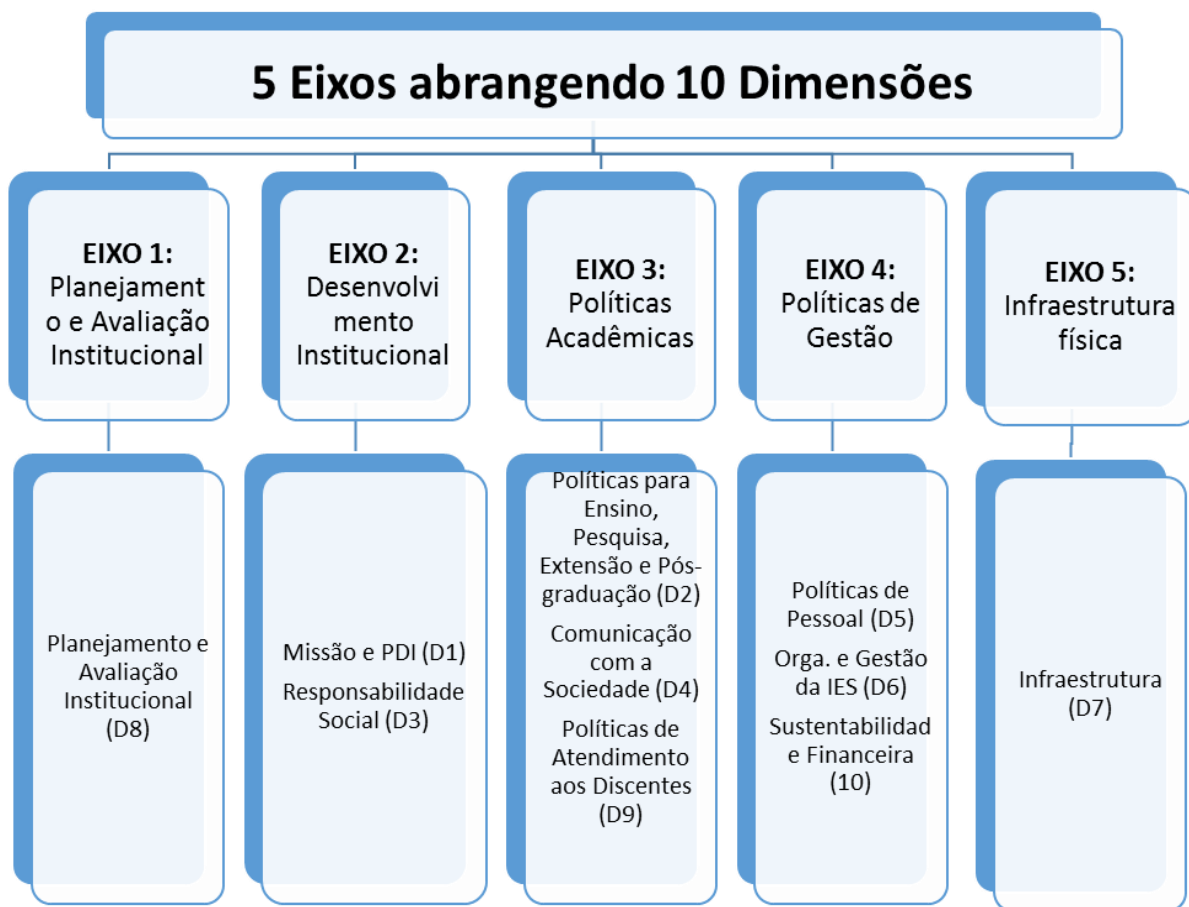 5 Eixos abrangendo 10 Dimensões
EIXO 1:
Planejament
o e Avaliação
Institucional
EIXO 2:
Desenvolvi
mento
Institucional
EIXO 3:
Políticas
Acadêmicas
EIXO 4:
Políticas de
Gestão
EIXO 5:
Infraestrutura
física
Planejamento e
Avaliação
Institucional
(D8)
Missão e PDI (D1)
Responsabilidade
Social (D3)
Políticas para
Ensino,
Pesquisa,
Extensão e Pós-
graduação (D2)
Comunicação
com a
Sociedade (D4)
Políticas de
Atendimento
aos Discentes
(D9)
Políticas de
Pessoal (D5)
Orga. e Gestão
da IES (D6)
Sustentabilidad
e Financeira
(10)
Infraestrutura
(D7)